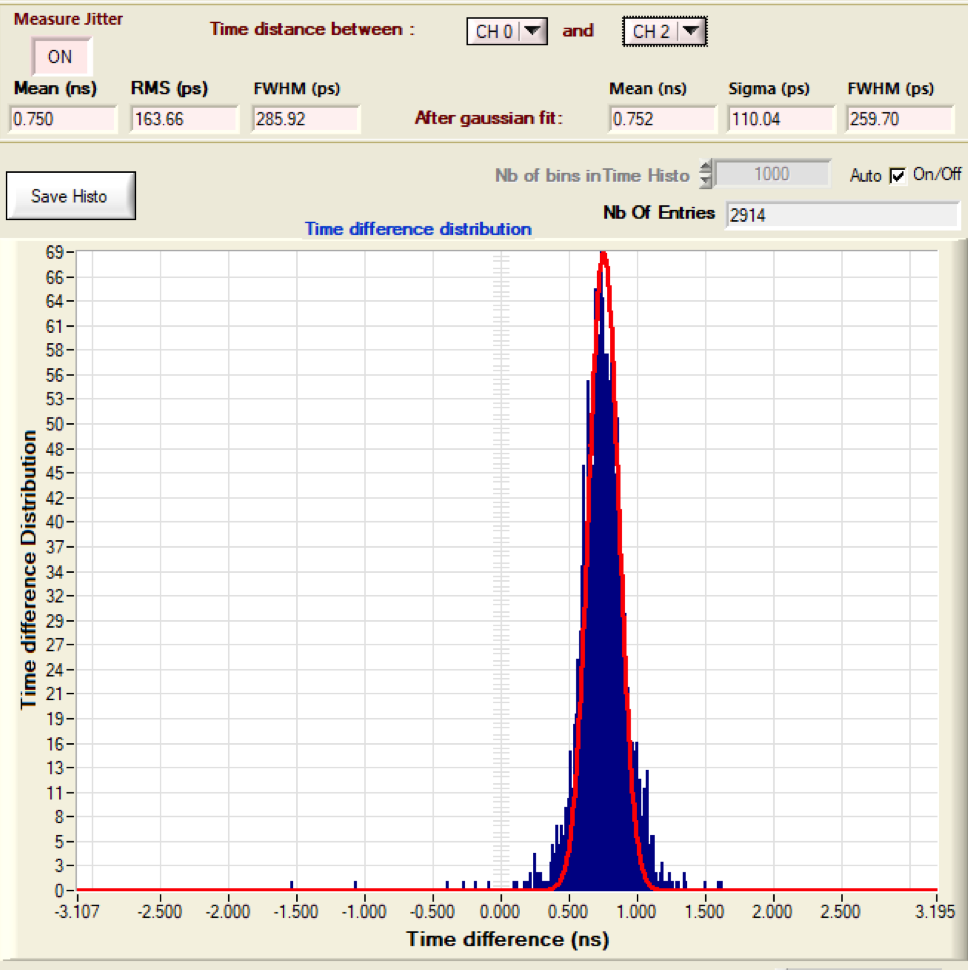 Measure Jitter
ON
Time distance between : CH 0 and CH 2
Mean (ns) RMS (ps) FWHM (ps) Mean (ns) Sigma (ps) FWHM (ps)
0.750 163.66 285.92 After gaussian fit: 0.752 110.04 259.70
Nb of bins in Time Histo 1000 Auto On/Off
Save Histo
Nb Of Entries 2914
Time difference distribution
69
66
64
61
58
56
53
50
48
45
42
40
37
34
32
29
27
24
21
19
16
13
11
8
5
3
0
Time difference Distribution
-3.107 -2.500 -2.000 -1.500 -1.000 -0.500 0.000 0.500 1.000 1.500 2.000 2.500 3.195
Time difference (ns)